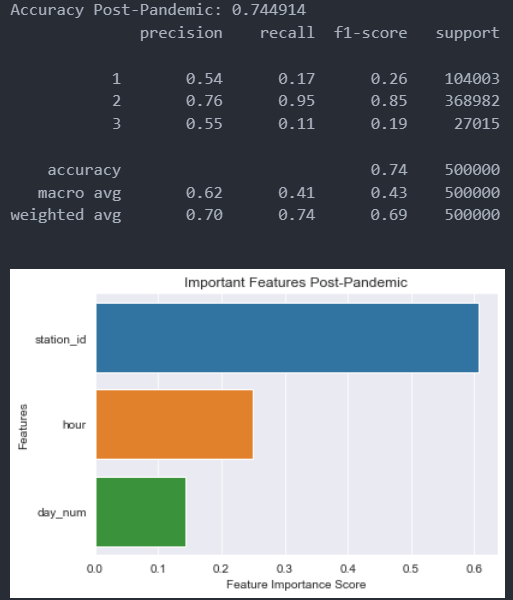 Accuracy Post-Pandemic: 0.744914
precision recall f1-score support
1 0.54 0.17 0.26 104003
2 0.76 0.95 0.85 368982
3 0.55 0.11 0.19 27015
accuracy 0.74 500000
macro avg 0.62 0.41 0.43 500000
weighted avg 0.70 0.74 0.69 500000
Important Features Post-Pandemic
station_id
hour
day_num
Features
0.0 0.1 0.2 0.3 0.4 0.5 0.6
Feature Importance Score